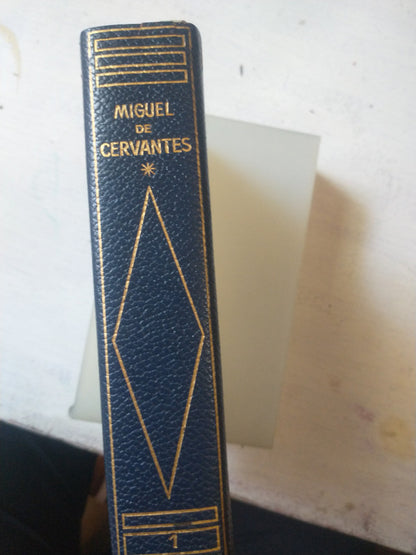 MIGUEL
DE
CERVANTES
*
1